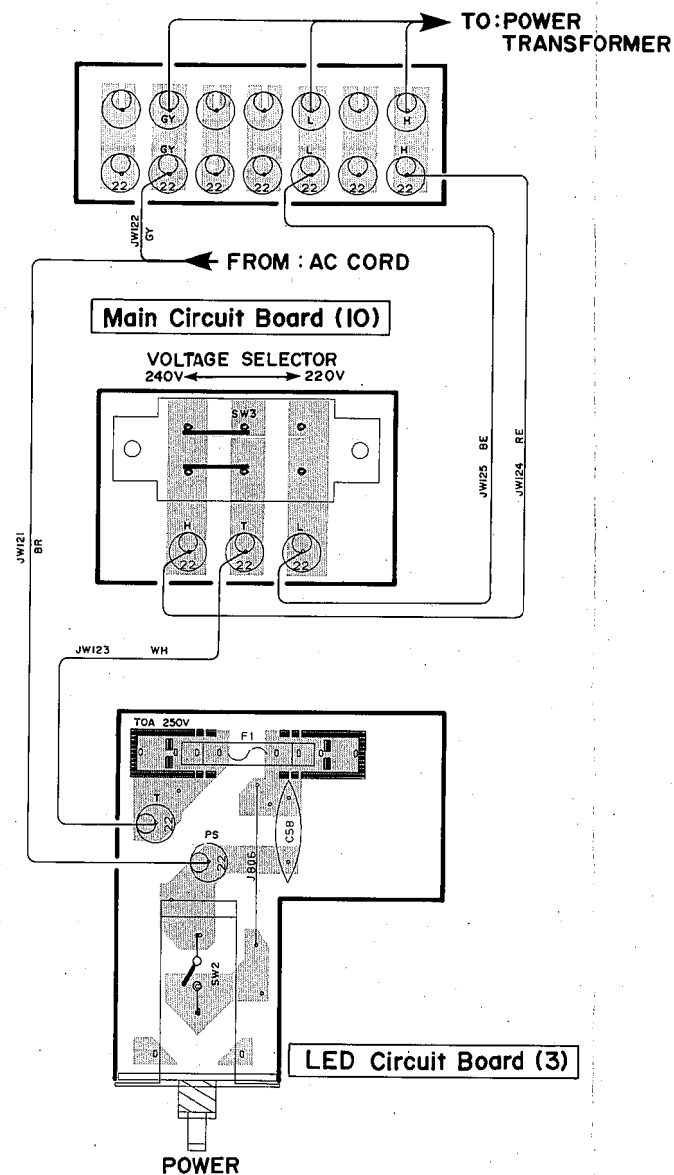 TO:POWER
TRANSFORMER
GY L H
GY L H
22 22 22 22 22 22 22
JW122
GY
FROM : AC CORD
Main Circuit Board (10)
VOLTAGE SELECTOR
240V 220V
SW3
H T L
22 22 22
JW121
BR
JW125 BE
JW124 RE
JW123 WH
TOA 250V
F1
T
22
PS
22
J806
C58
SW2
LED Circuit Board (3)
POWER